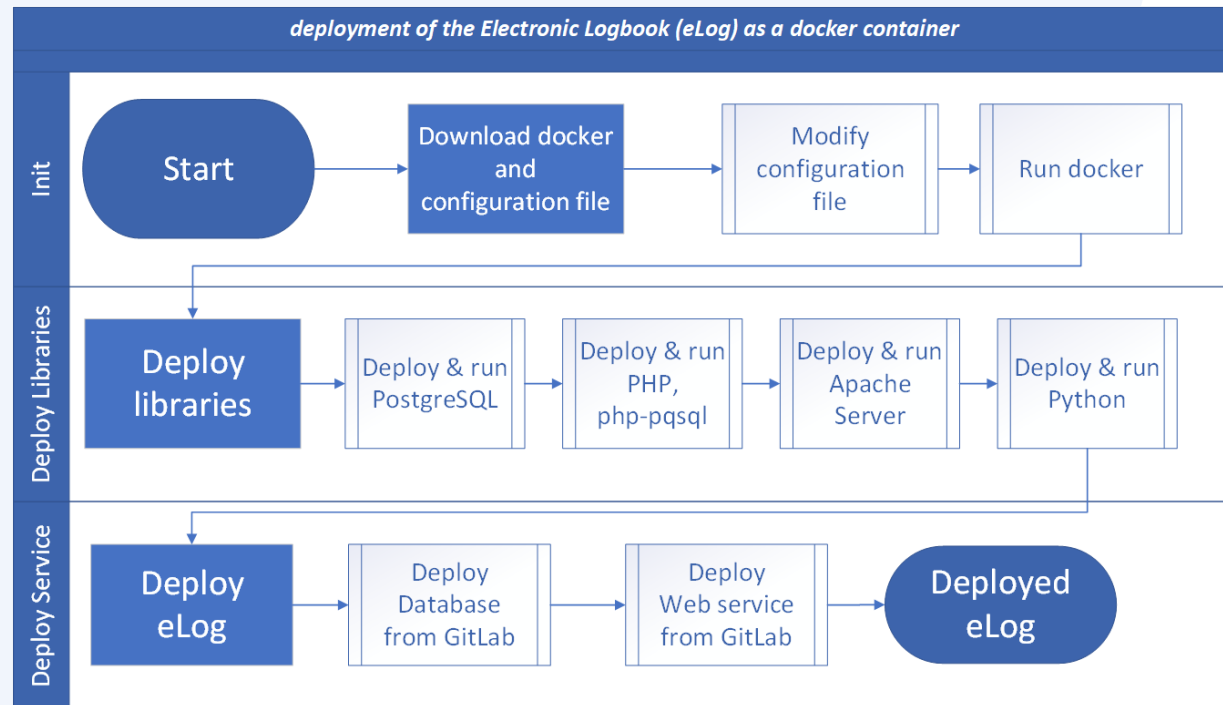 deployment of the Electronic Logbook (eLog) as a docker container
Init
Start
Download docker
and
configuration file
Modify
configuration
file
Run docker
Deploy Libraries
Deploy
libraries
Deploy & run
PostgreSQL
Deploy & run
PHP,
php-pqsql
Deploy & run
Apache
Server
Deploy & run
Python
Deploy Service
Deploy
eLog
Deploy
Database
from GitLab
Deploy
Web service
from GitLab
Deployed
eLog